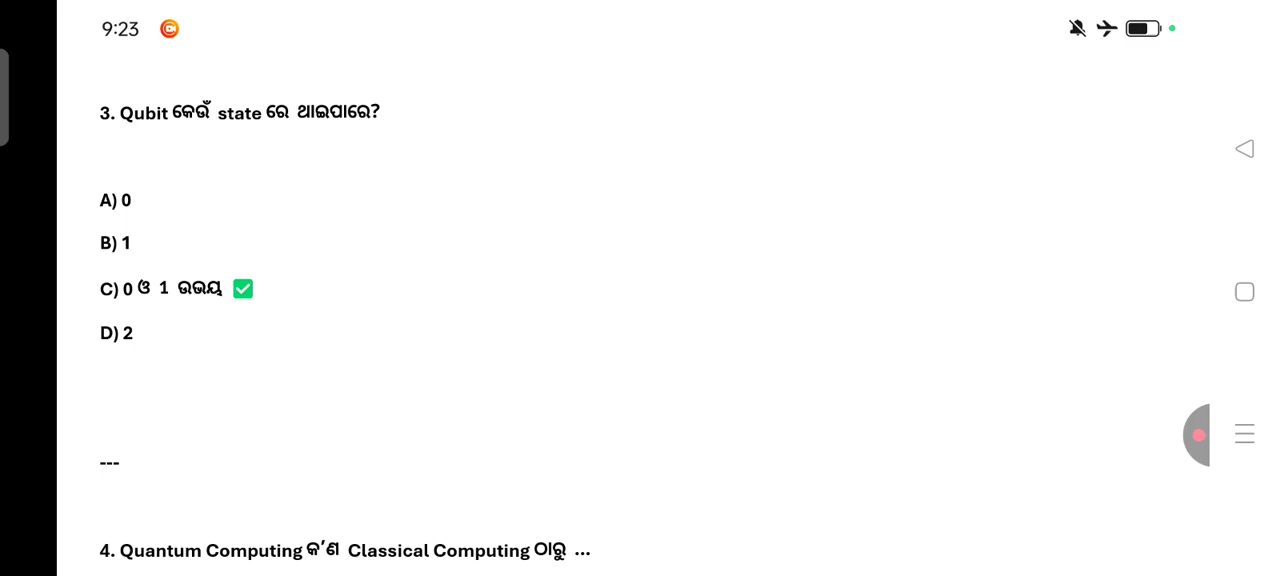 9:23
3. Qubit କେଉଁ state ରେ ଥାଇପାରେ?
A) 0
B) 1
C) 0 ଓ 1 ଉଭୟ ✅
D) 2
---
4. Quantum Computing କ'ଣ Classical Computing ଠାରୁ ...